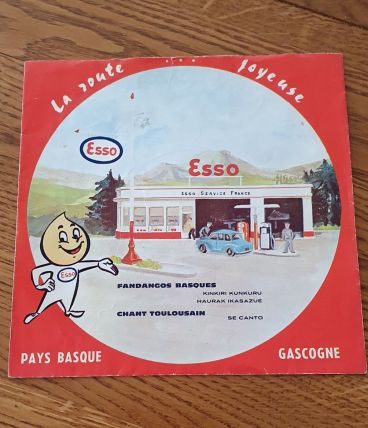 La route ... Joyeuse
Esso
Esso
ESSO SERVICE FRANCE
Esso
FANDANGOS BASQUES
KINKIRI KUNKURU
HAURAK IKASAZUE
CHANT TOULOUSAIN SE CANTO
PAYS BASQUE GASCOGNE